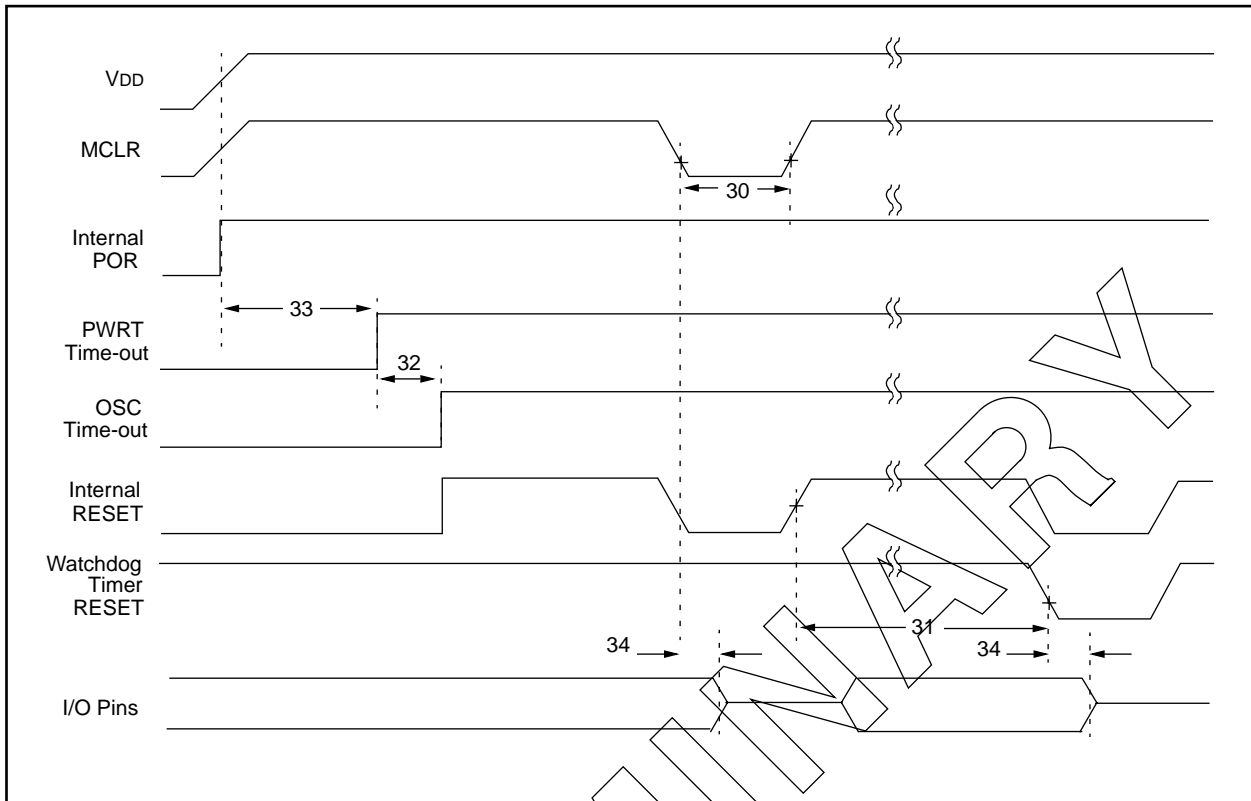 VDD
MCLR
30
Internal
POR
33
PWRT
Time-out
32
OSC
Time-out
Internal
RESET
Watchdog
Timer
RESET
31
34
34
I/O Pins
INARY